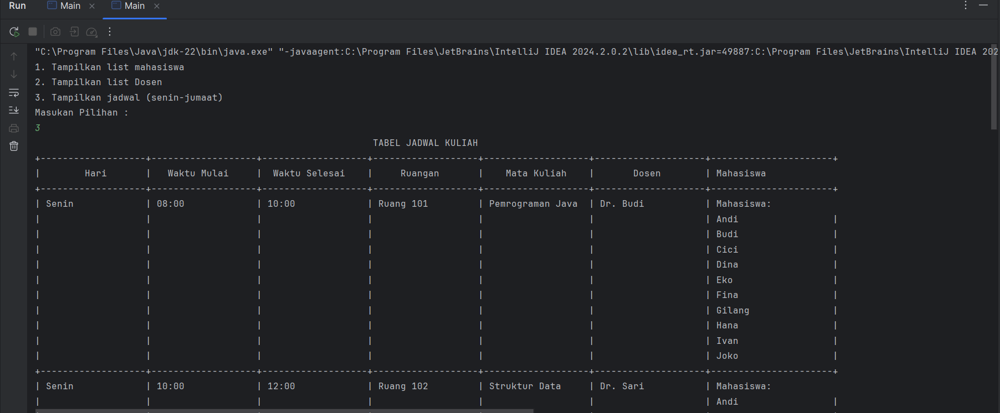 Run Main Main
"C:\Program Files\Java\jdk-22\bin\java.exe" "-javaagent:C:\Program Files\JetBrains\IntelliJ IDEA 2024.2.0.2\lib\idea_rt.jar=49887:C:\Program Files\JetBrains\IntelliJ IDEA 202
1. Tampilkan list mahasiswa
2. Tampilkan list Dosen
3. Tampilkan jadwal (senin-jumaat)
Masukan Pilihan :
3
TABEL JADWAL KULIAH
+-------------------+-------------------+-------------------+-------------------+-------------------+--------------------+----------------------+
|        Hari       |   Waktu Mulai     |  Waktu Selesai    |     Ruangan       |    Mata Kuliah    |       Dosen        | Mahasiswa
+-------------------+-------------------+-------------------+-------------------+-------------------+--------------------+----------------------+
| Senin             | 08:00             | 10:00             | Ruang 101         | Pemrograman Java  | Dr. Budi           | Mahasiswa:
|                   |                   |                   |                   |                   |                    | Andi                 |
|                   |                   |                   |                   |                   |                    | Budi                 |
|                   |                   |                   |                   |                   |                    | Cici                 |
|                   |                   |                   |                   |                   |                    | Dina                 |
|                   |                   |                   |                   |                   |                    | Eko                  |
|                   |                   |                   |                   |                   |                    | Fina                 |
|                   |                   |                   |                   |                   |                    | Gilang               |
|                   |                   |                   |                   |                   |                    | Hana                 |
|                   |                   |                   |                   |                   |                    | Ivan                 |
|                   |                   |                   |                   |                   |                    | Joko                 |
+-------------------+-------------------+-------------------+-------------------+-------------------+--------------------+----------------------+
| Senin             | 10:00             | 12:00             | Ruang 102         | Struktur Data     | Dr. Sari           | Mahasiswa:
|                   |                   |                   |                   |                   |                    | Andi                 |